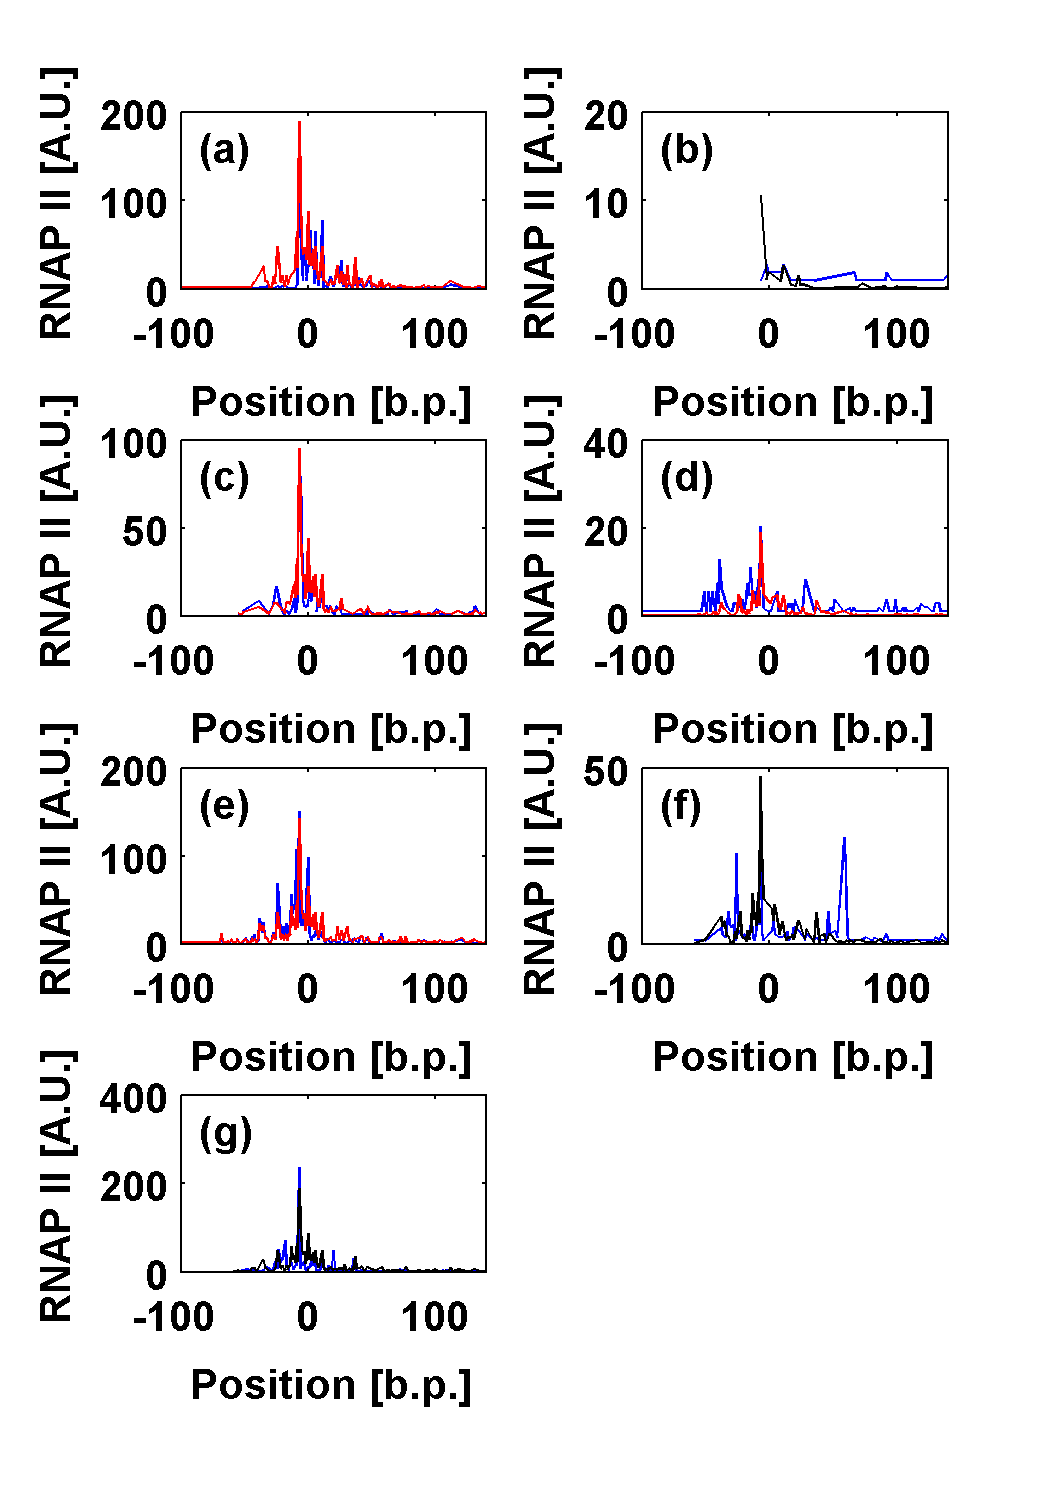 RNAP II [A.U.]
200
100
0
(a)
-100 0 100
Position [b.p.]
RNAP II [A.U.]
20
10
0
(b)
-100 0 100
Position [b.p.]
RNAP II [A.U.]
100
50
0
(c)
-100 0 100
Position [b.p.]
RNAP II [A.U.]
40
20
0
(d)
-100 0 100
Position [b.p.]
RNAP II [A.U.]
200
100
0
(e)
-100 0 100
Position [b.p.]
RNAP II [A.U.]
50
0
(f)
-100 0 100
Position [b.p.]
RNAP II [A.U.]
400
200
0
(g)
-100 0 100
Position [b.p.]